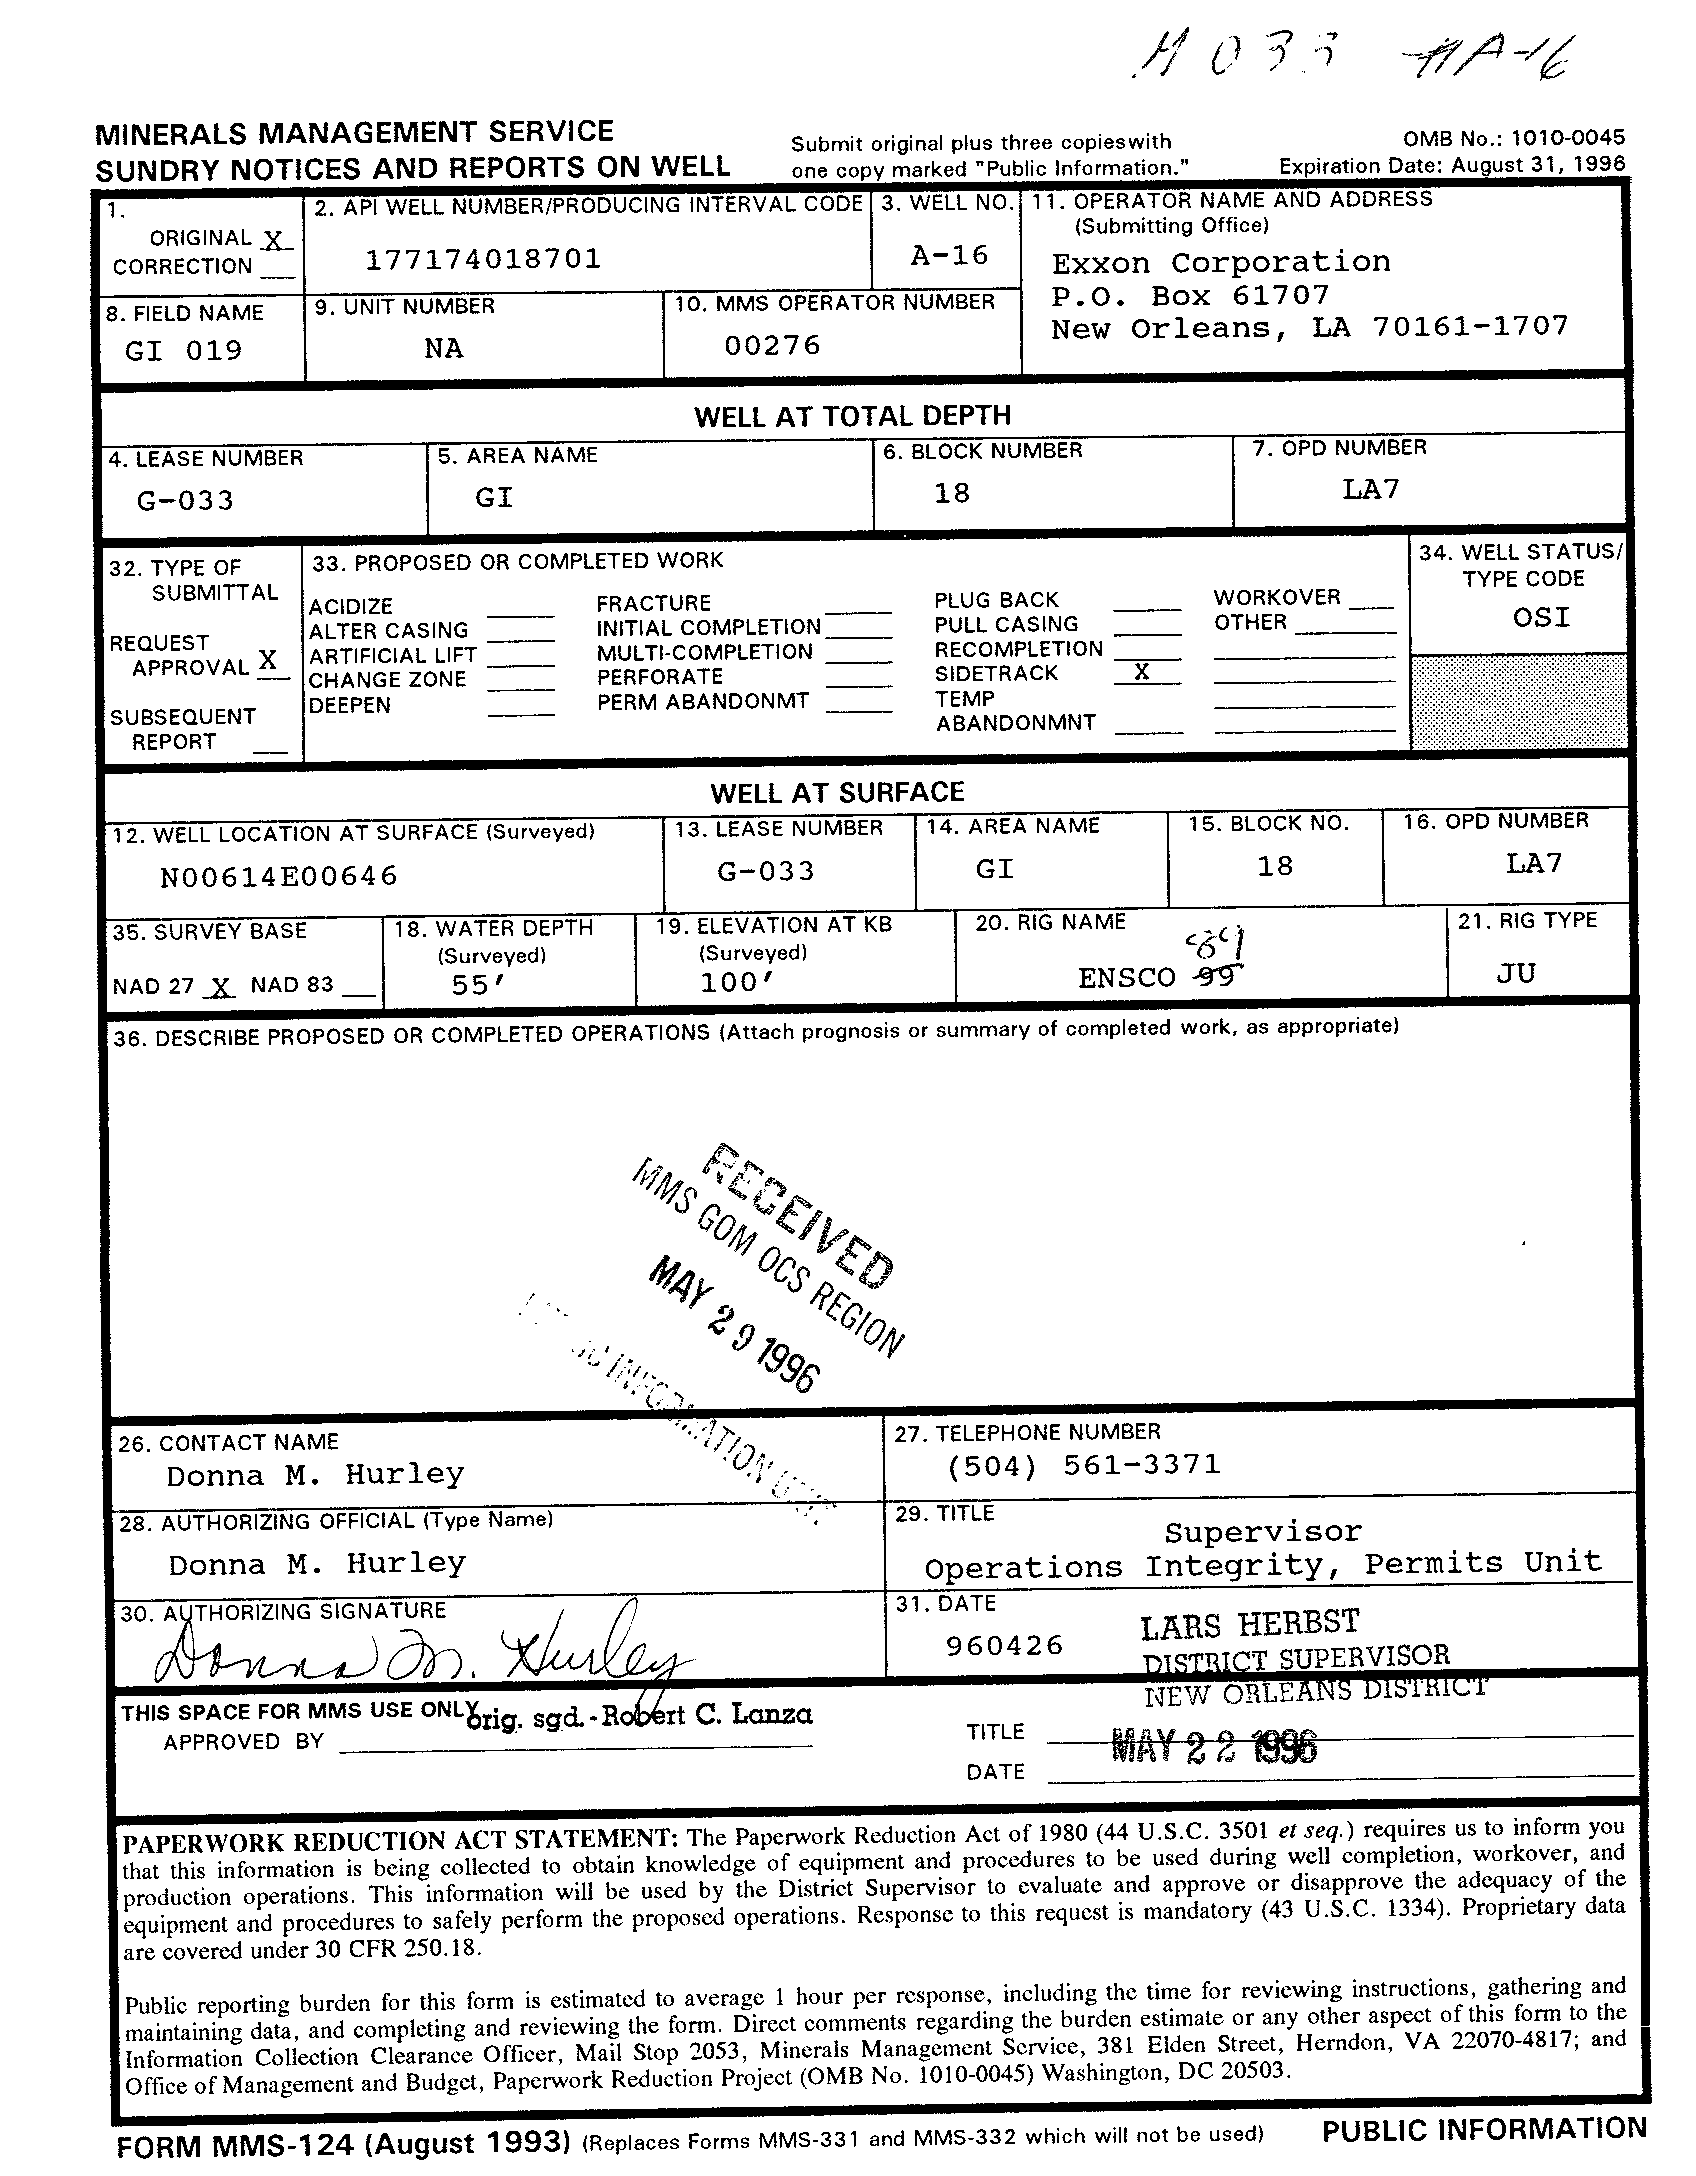 033 #A-16
MINERALS MANAGEMENT SERVICE
SUNDRY NOTICES AND REPORTS ON WELL
Submit original plus three copieswith
one copy marked "Public Information."
OMB No.: 1010-0045
Expiration Date: August 31, 1996
1.
ORIGINAL X
CORRECTION
2. API WELL NUMBER/PRODUCING INTERVAL CODE
177174018701
3. WELL NO.
A-16
11. OPERATOR NAME AND ADDRESS
(Submitting Office)
Exxon Corporation
P.O. Box 61707
New Orleans, LA 70161-1707
8. FIELD NAME
GI 019
9. UNIT NUMBER
NA
10. MMS OPERATOR NUMBER
00276
WELL AT TOTAL DEPTH
4. LEASE NUMBER
G-033
5. AREA NAME
GI
6. BLOCK NUMBER
18
7. OPD NUMBER
LA7
32. TYPE OF
SUBMITTAL
REQUEST
APPROVAL X
SUBSEQUENT
REPORT
33. PROPOSED OR COMPLETED WORK
ACIDIZE
ALTER CASING
ARTIFICIAL LIFT
CHANGE ZONE
DEEPEN
FRACTURE
INITIAL COMPLETION
MULTI-COMPLETION
PERFORATE
PERM ABANDONMT
PLUG BACK
PULL CASING
RECOMPLETION
SIDETRACK X
TEMP
ABANDONMNT
WORKOVER
OTHER
34. WELL STATUS/
TYPE CODE
OSI
WELL AT SURFACE
12. WELL LOCATION AT SURFACE (Surveyed)
N00614E00646
13. LEASE NUMBER
G-033
14. AREA NAME
GI
15. BLOCK NO.
18
16. OPD NUMBER
LA7
35. SURVEY BASE
NAD 27 X NAD 83
18. WATER DEPTH
(Surveyed)
55'
19. ELEVATION AT KB
(Surveyed)
100'
20. RIG NAME
ENSCO 99
21. RIG TYPE
JU
36. DESCRIBE PROPOSED OR COMPLETED OPERATIONS (Attach prognosis or summary of completed work, as appropriate)
RECEIVED
MMS GOM OCS REGION
MAY 29 1996
INFORMATION
26. CONTACT NAME
Donna M. Hurley
27. TELEPHONE NUMBER
(504) 561-3371
28. AUTHORIZING OFFICIAL (Type Name)
Donna M. Hurley
29. TITLE
Supervisor
Operations Integrity, Permits Unit
30. AUTHORIZING SIGNATURE
Donna M. Hurley
31. DATE
960426
LARS HERBST
DISTRICT SUPERVISOR
NEW ORLEANS DISTRICT
THIS SPACE FOR MMS USE ONLY
orig. sgd.-Robert C. Lanza
APPROVED BY
TITLE
MAY 22 1996
DATE
PAPERWORK REDUCTION ACT STATEMENT: The Paperwork Reduction Act of 1980 (44 U.S.C. 3501 et seq.) requires us to inform you
that this information is being collected to obtain knowledge of equipment and procedures to be used during well completion, workover, and
production operations. This information will be used by the District Supervisor to evaluate and approve or disapprove the adequacy of the
equipment and procedures to safely perform the proposed operations. Response to this request is mandatory (43 U.S.C. 1334). Proprietary data
are covered under 30 CFR 250.18.
Public reporting burden for this form is estimated to average 1 hour per response, including the time for reviewing instructions, gathering and
maintaining data, and completing and reviewing the form. Direct comments regarding the burden estimate or any other aspect of this form to the
Information Collection Clearance Officer, Mail Stop 2053, Minerals Management Service, 381 Elden Street, Herndon, VA 22070-4817; and
Office of Management and Budget, Paperwork Reduction Project (OMB No. 1010-0045) Washington, DC 20503.
FORM MMS-124 (August 1993) (Replaces Forms MMS-331 and MMS-332 which will not be used)
PUBLIC INFORMATION